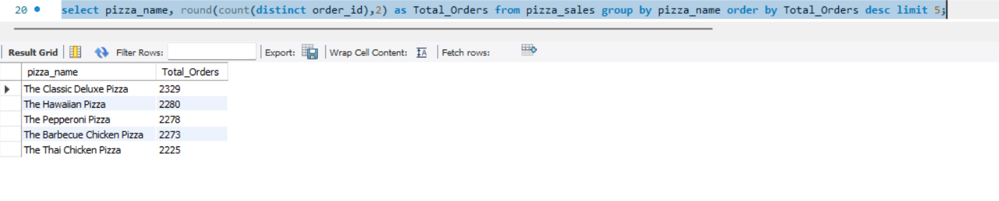 20 select pizza_name, round(count(distinct order_id),2) as Total_Orders from pizza_sales group by pizza_name order by Total_Orders desc limit 5;
Result Grid Filter Rows: Export: Wrap Cell Content: IA Fetch rows:
pizza_name Total_Orders
The Classic Deluxe Pizza 2329
The Hawaiian Pizza 2280
The Pepperoni Pizza 2278
The Barbecue Chicken Pizza 2273
The Thai Chicken Pizza 2225